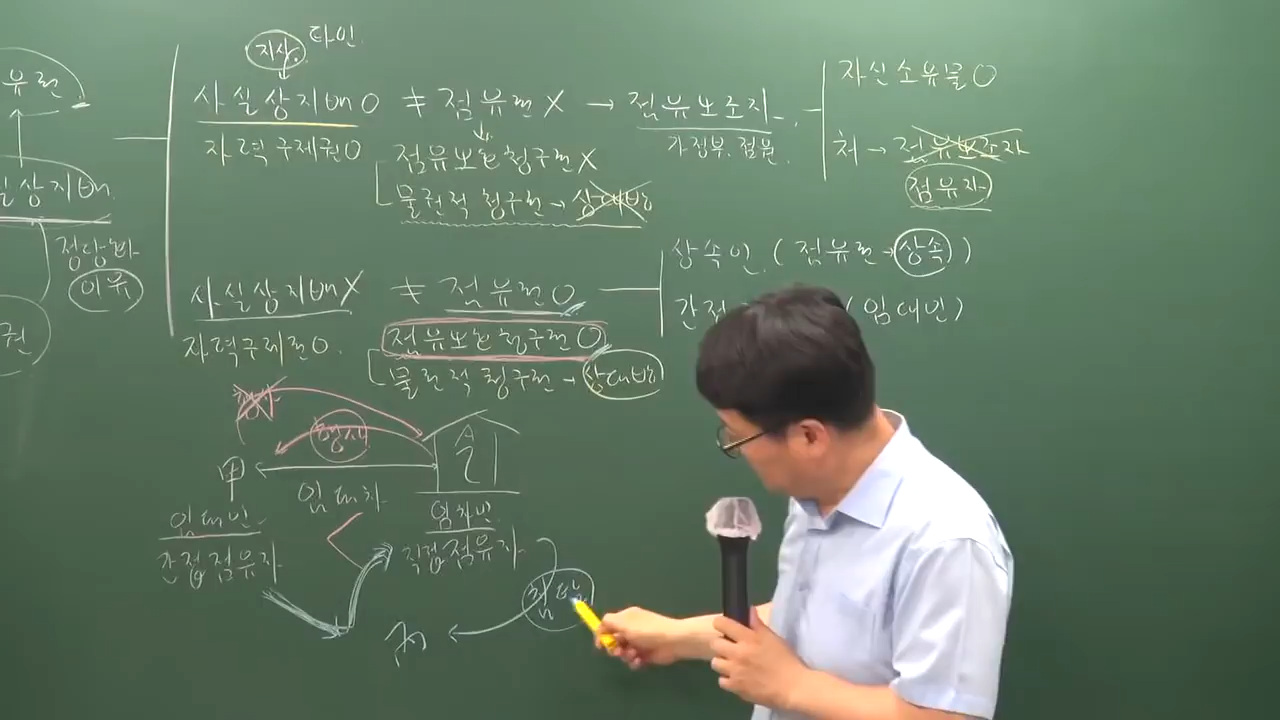 유권
실상지배
정당화
이유
권
지상 타인
사실상지배O ≠ 점유권X → 점유보조자
자력구제권O
점유보호청구권X
물권적 청구권 → 상대방
가정부, 점원
자신소유물O
처 → 점유보조자
점유자
사실상지배X ≠ 점유권O
자력구제권O
점유보호청구권O
물권적 청구권 → 상대방
상속인 (점유권 → 상속)
간접 (임대인)
행사
甲
임대차
임대인
간접점유자
임차인
직접점유자
침탈